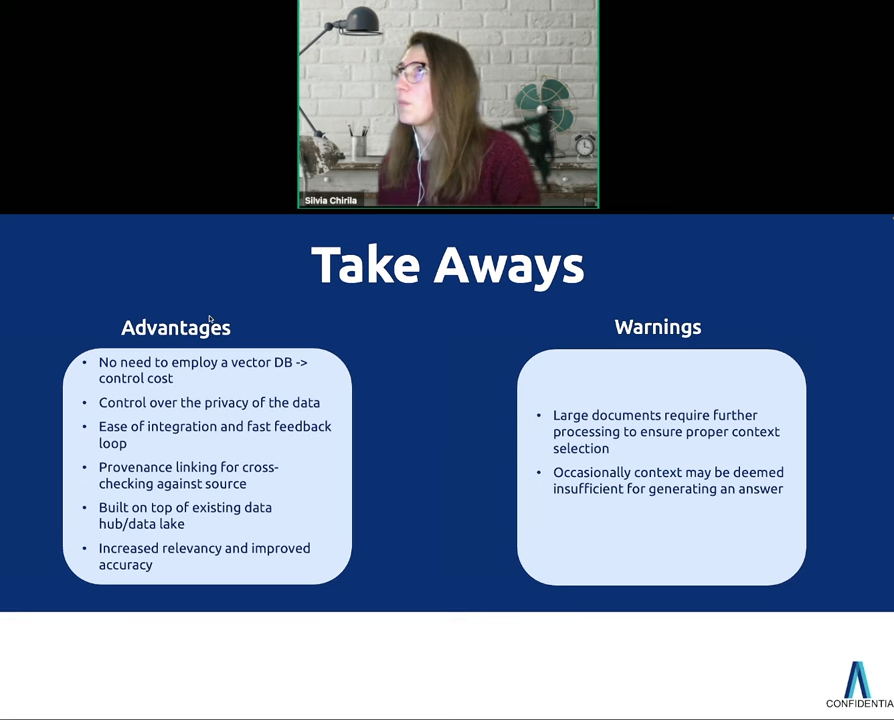 Silvia Chirila
Take Aways
Advantages
No need to employ a vector DB ->
control cost
Control over the privacy of the data
Ease of integration and fast feedback
loop
Provenance linking for cross-
checking against source
Built on top of existing data
hub/data lake
Increased relevancy and improved
accuracy
Warnings
Large documents require further
processing to ensure proper context
selection
Occasionally context may be deemed
insufficient for generating an answer
CONFIDENTIA